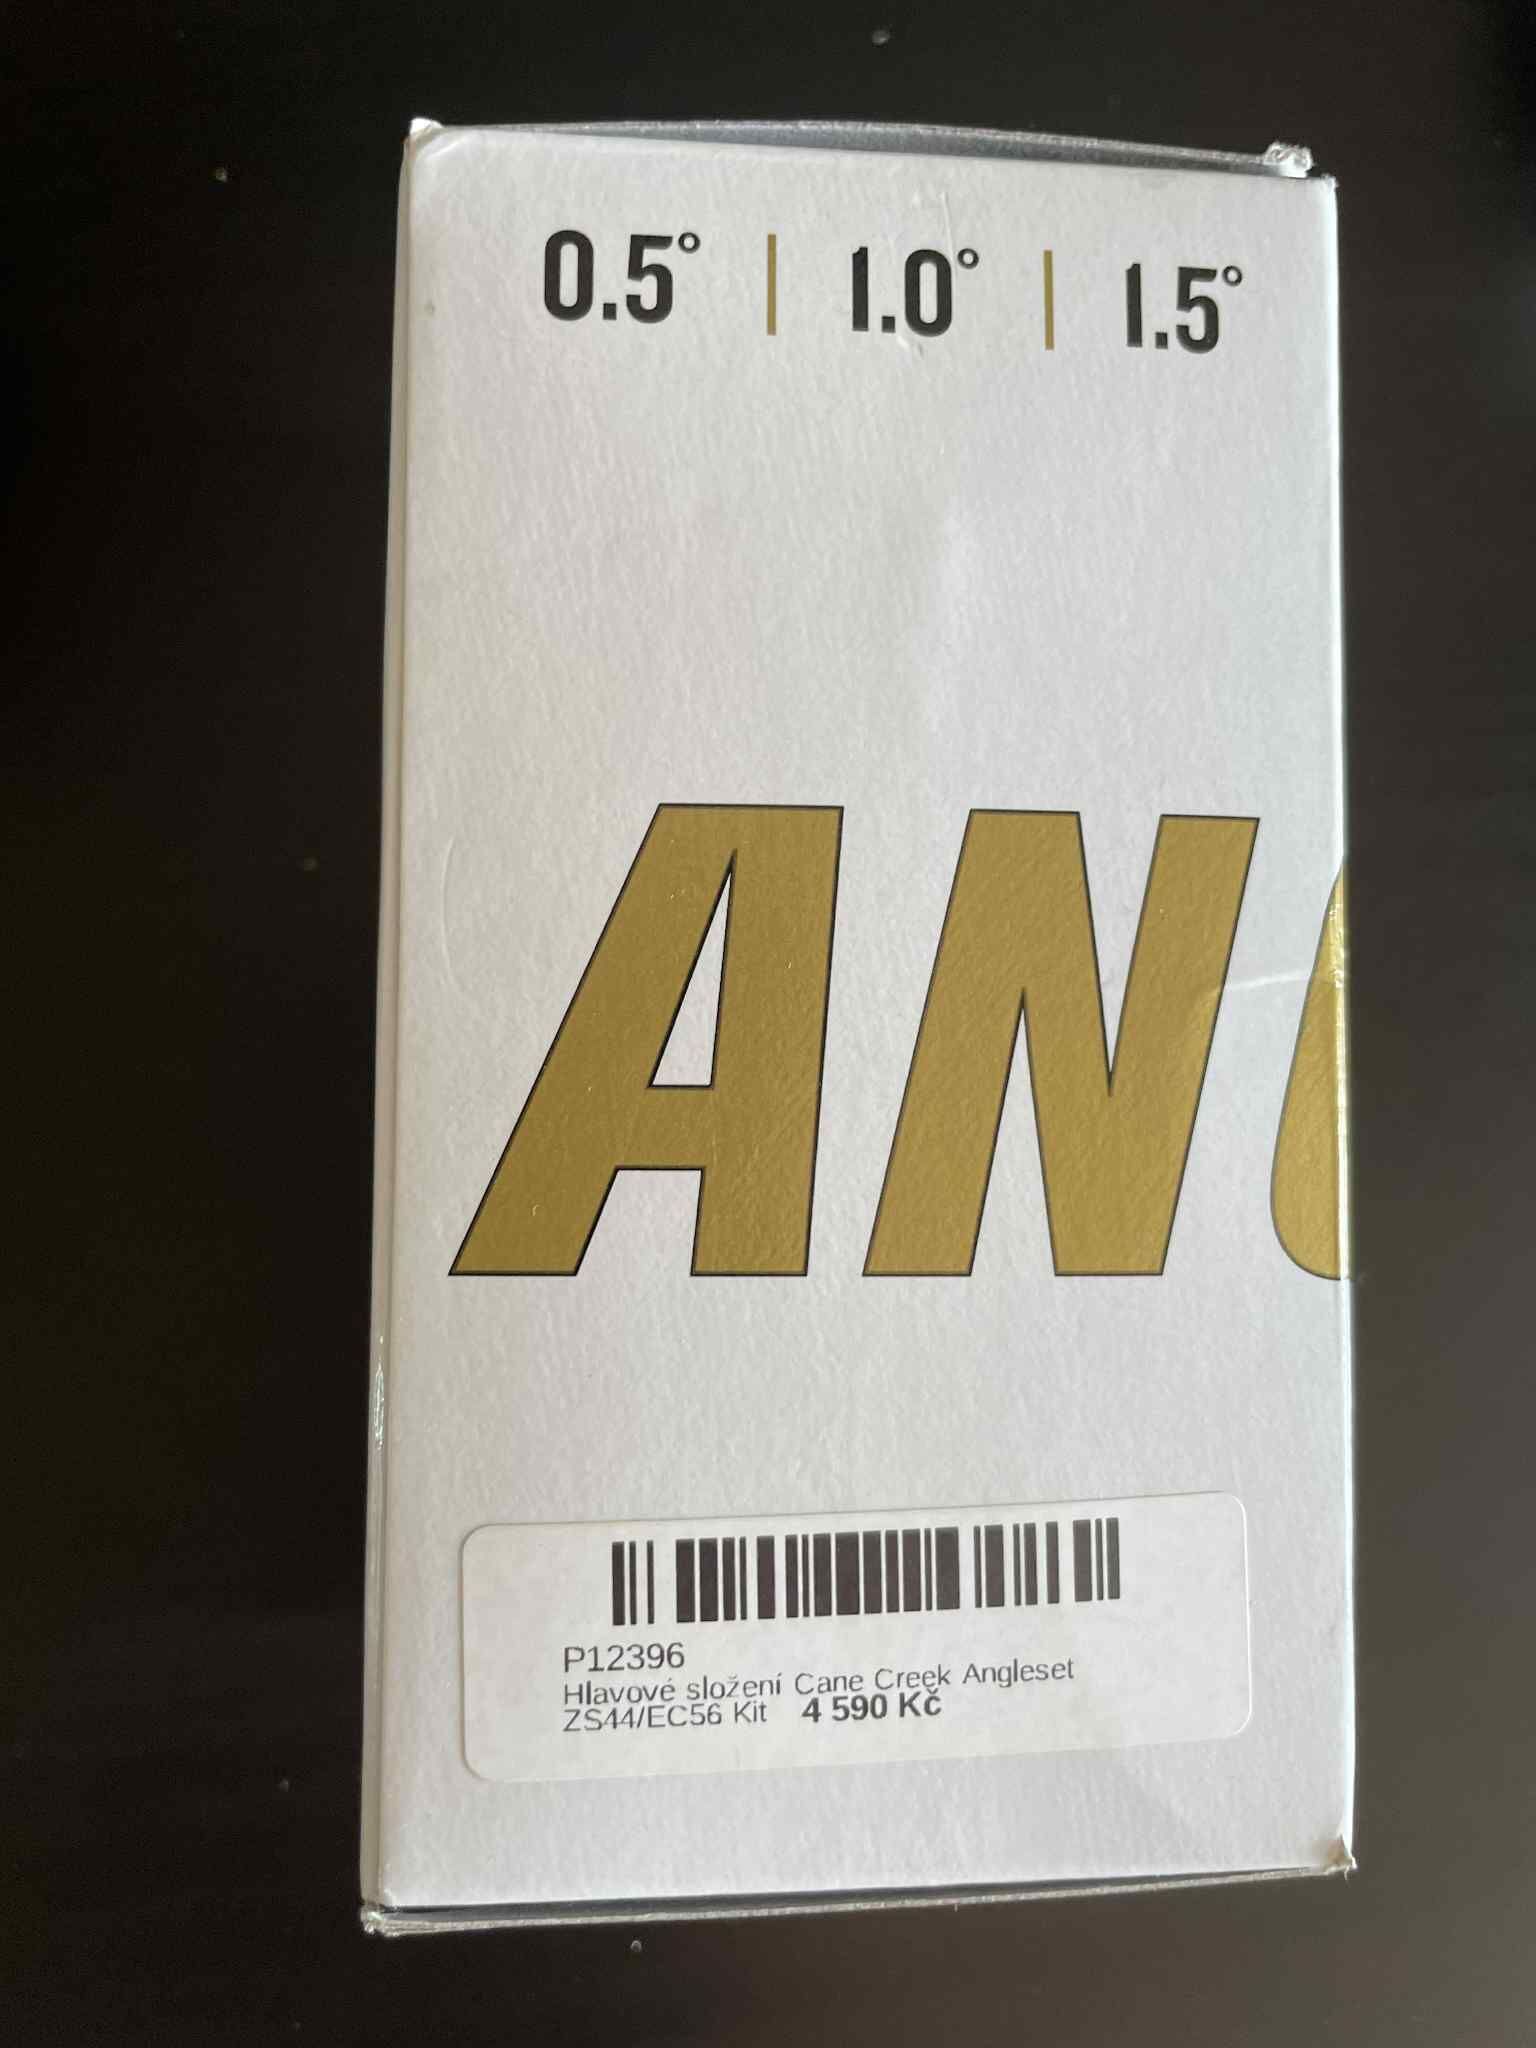 0.5° | 1.0° | 1.5°
AN
P12396
Hlavové složení Cane Creek Angleset
ZS44/EC56 Kit 4 590 Kč